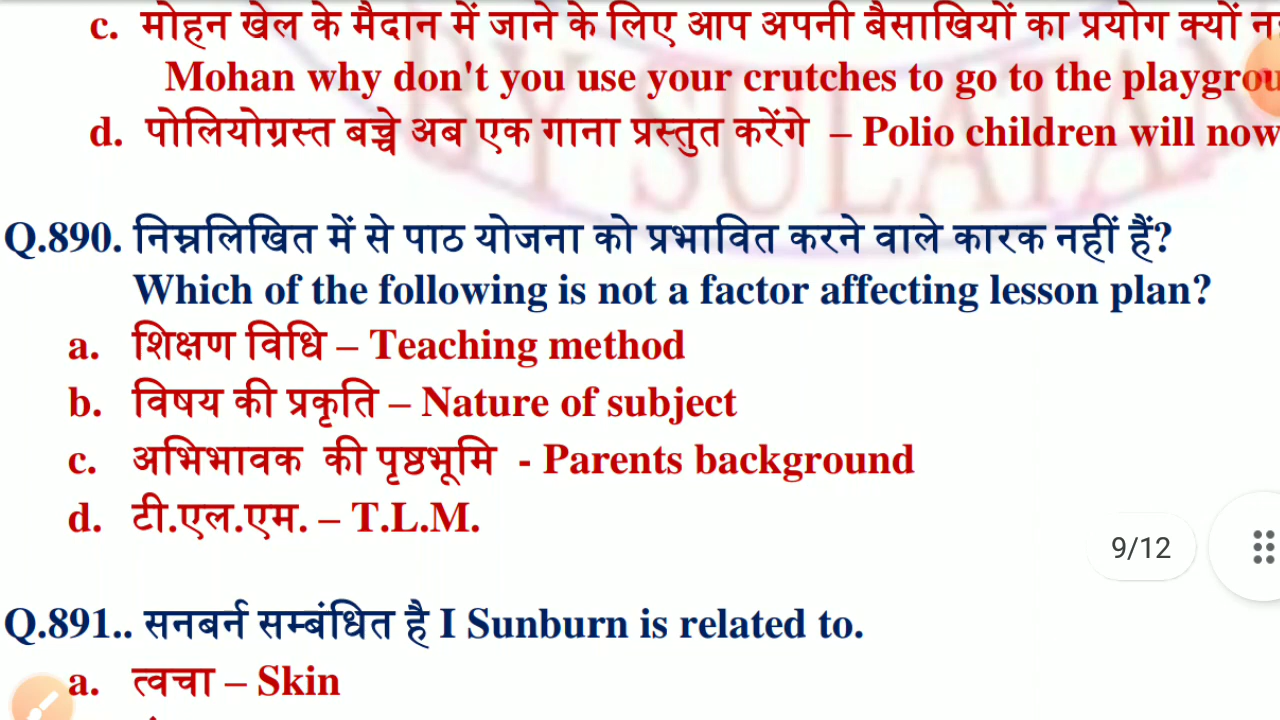 c. मोहन खेल के मैदान में जाने के लिए आप अपनी बैसाखियों का प्रयोग क्यों
Mohan why don't you use your crutches to go to the
d. पोलियोग्रस्त बच्चे अब एक गाना प्रस्तुत करेंगे – Polio children will now
BY SULATA
Q.890. निम्नलिखित में से पाठ योजना को प्रभावित करने वाले कारक नहीं हैं?
Which of the following is not a factor affecting lesson plan?
a. शिक्षण विधि – Teaching method
b. विषय की प्रकृति – Nature of subject
c. अभिभावक की पृष्ठभूमि - Parents background
d. टी.एल.एम. – T.L.M.
9/12
Q.891.. सनबर्न सम्बंधित है I Sunburn is related to.
a. त्वचा – Skin